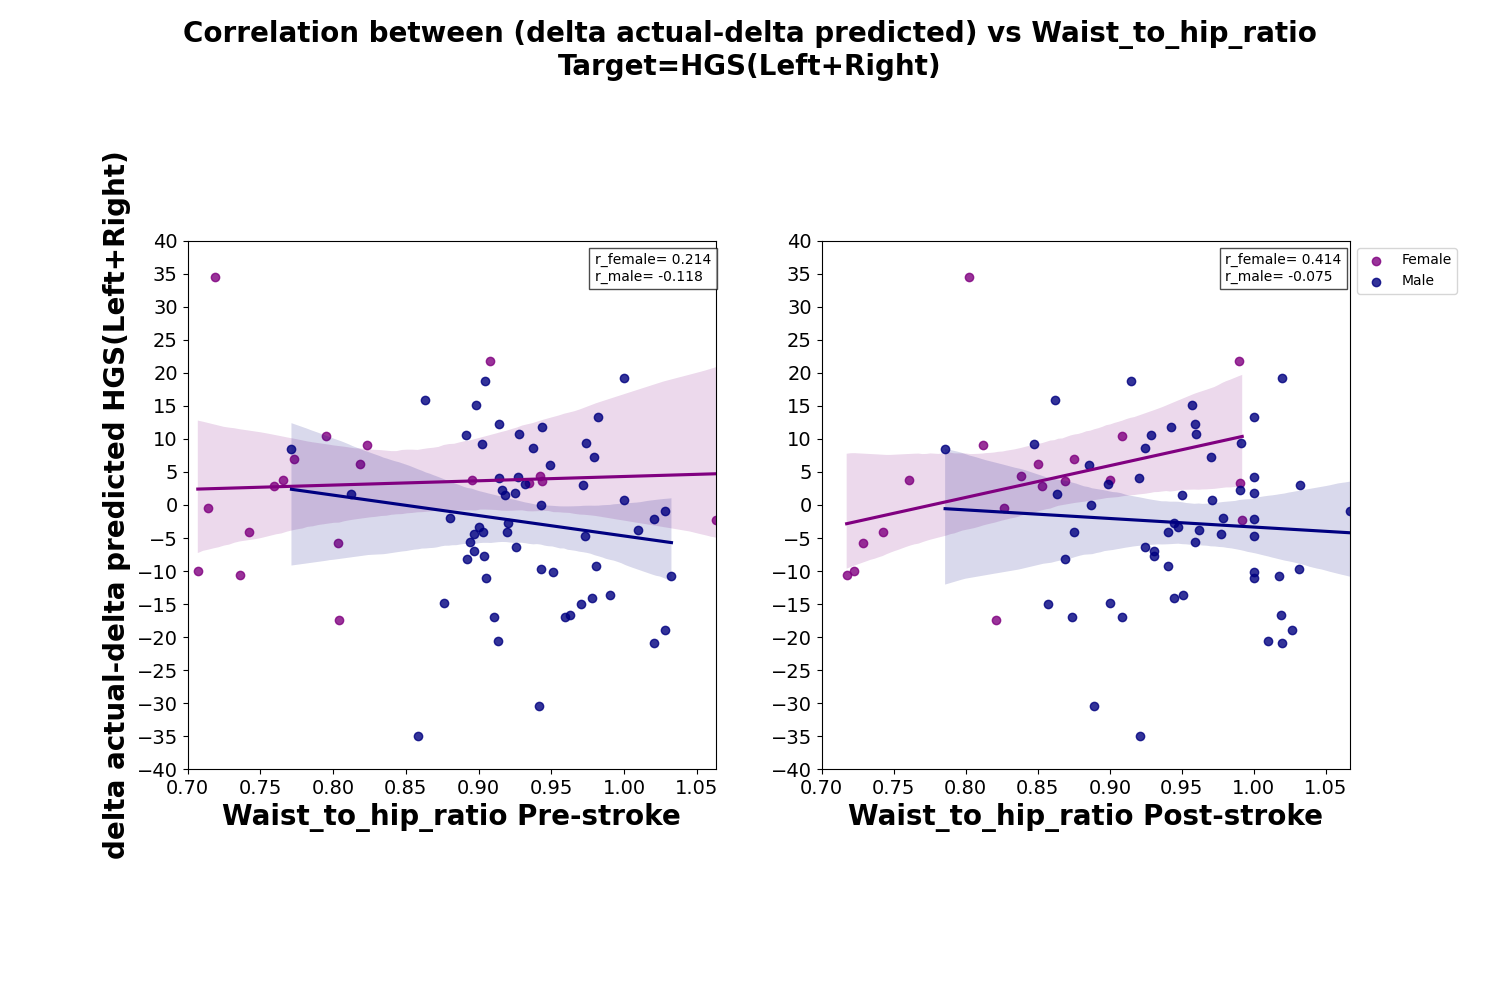 Correlation between (delta actual-delta predicted) vs Waist_to_hip_ratio
Target=HGS(Left+Right)
delta actual-delta predicted HGS(Left+Right)
40
35
30
25
20
15
10
5
0
−5
−10
−15
−20
−25
−30
−35
−40
r_female= 0.214
r_male= -0.118
0.70 0.75 0.80 0.85 0.90 0.95 1.00 1.05
Waist_to_hip_ratio Pre-stroke
40
35
30
25
20
15
10
5
0
−5
−10
−15
−20
−25
−30
−35
−40
r_female= 0.414
r_male= -0.075
0.70 0.75 0.80 0.85 0.90 0.95 1.00 1.05
Waist_to_hip_ratio Post-stroke
Female
Male